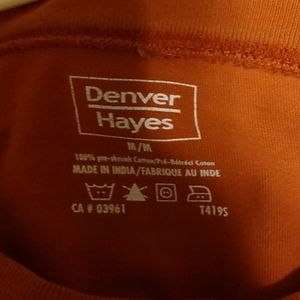 Denver
Hayes
M/M
100% pre-shrunk Cotton/Pré-Rétréci Coton
MADE IN INDIA/FABRIQUE AU INDE
CA # 03961 T419S